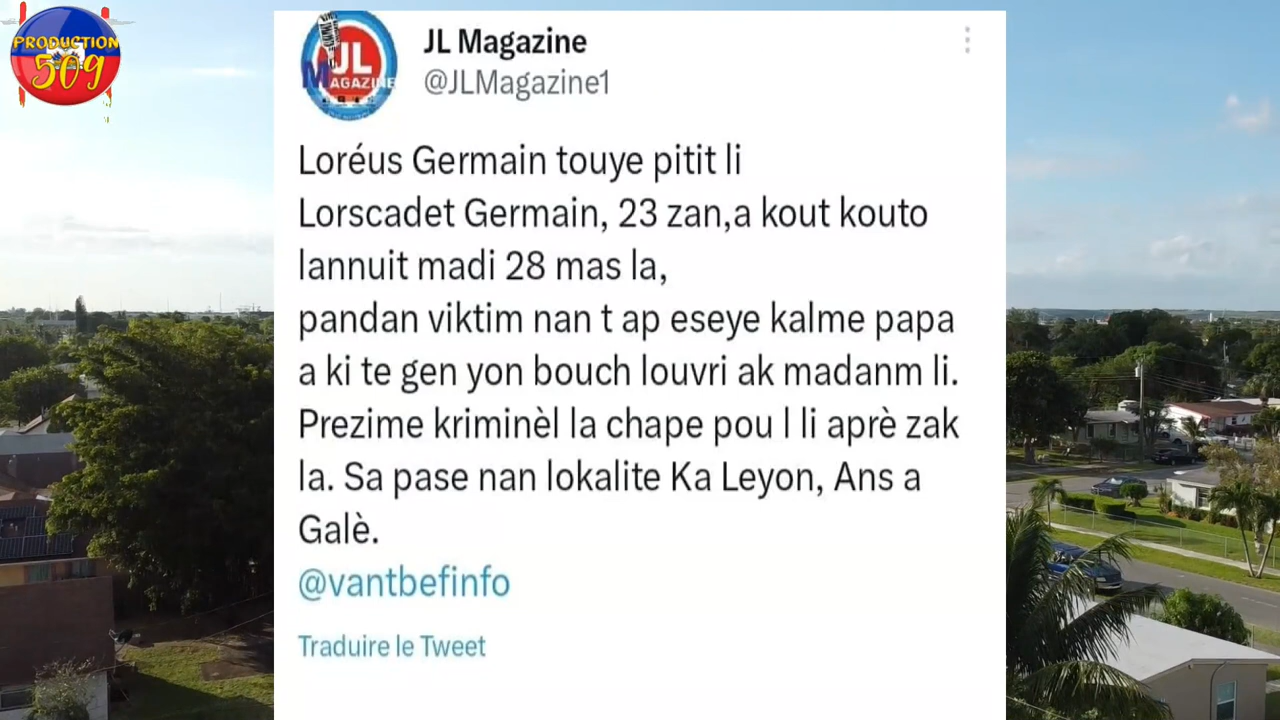 PRODUCTION
509
JL
MAGAZINE
JL Magazine
@JLMagazine1
Loréus Germain touye pitit li
Lorscadet Germain, 23 zan,a kout kouto
lannuit madi 28 mas la,
pandan viktim nan t ap eseye kalme papa
a ki te gen yon bouch louvri ak madanm li.
Prezime kriminèl la chape pou l li aprè zak
la. Sa pase nan lokalite Ka Leyon, Ans a
Galè.
@vantbefinfo
Traduire le Tweet